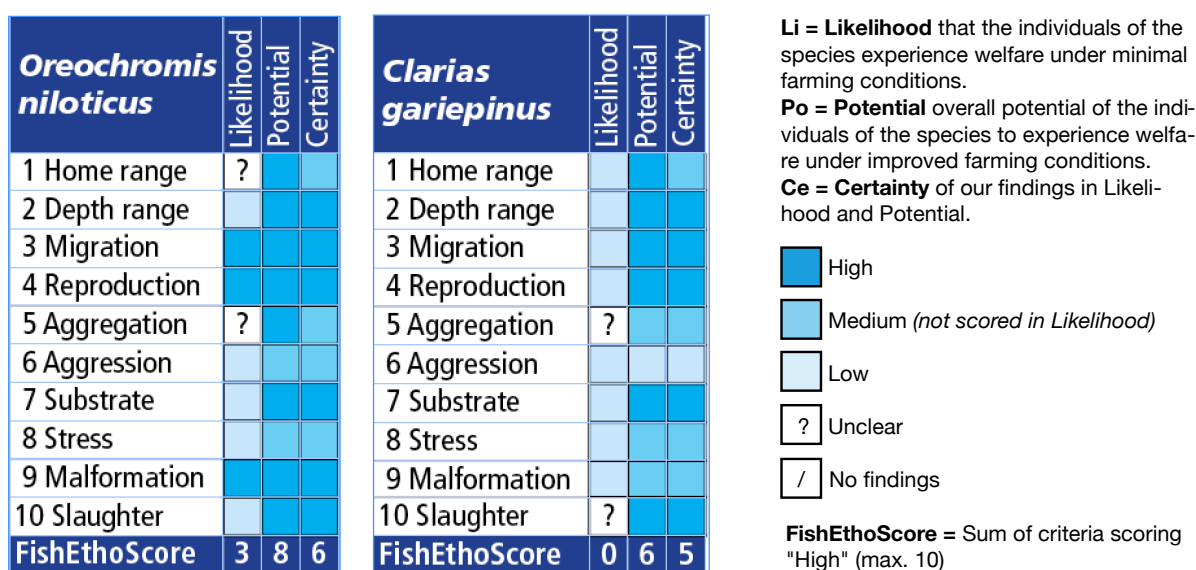 Oreochromis
niloticus
Likelihood
Potential
Certainty
1 Home range ?
2 Depth range
3 Migration
4 Reproduction
5 Aggregation ?
6 Aggression
7 Substrate
8 Stress
9 Malformation
10 Slaughter
FishEthoScore 3 8 6
Clarias
gariepinus
Likelihood
Potential
Certainty
1 Home range
2 Depth range
3 Migration
4 Reproduction
5 Aggregation ?
6 Aggression
7 Substrate
8 Stress
9 Malformation
10 Slaughter ?
FishEthoScore 0 6 5
Li = Likelihood that the individuals of the
species experience welfare under minimal
farming conditions.
Po = Potential overall potential of the indi-
viduals of the species to experience welfa-
re under improved farming conditions.
Ce = Certainty of our findings in Likeli-
hood and Potential.
High
Medium (not scored in Likelihood)
Low
? Unclear
/ No findings
FishEthoScore = Sum of criteria scoring
"High" (max. 10)